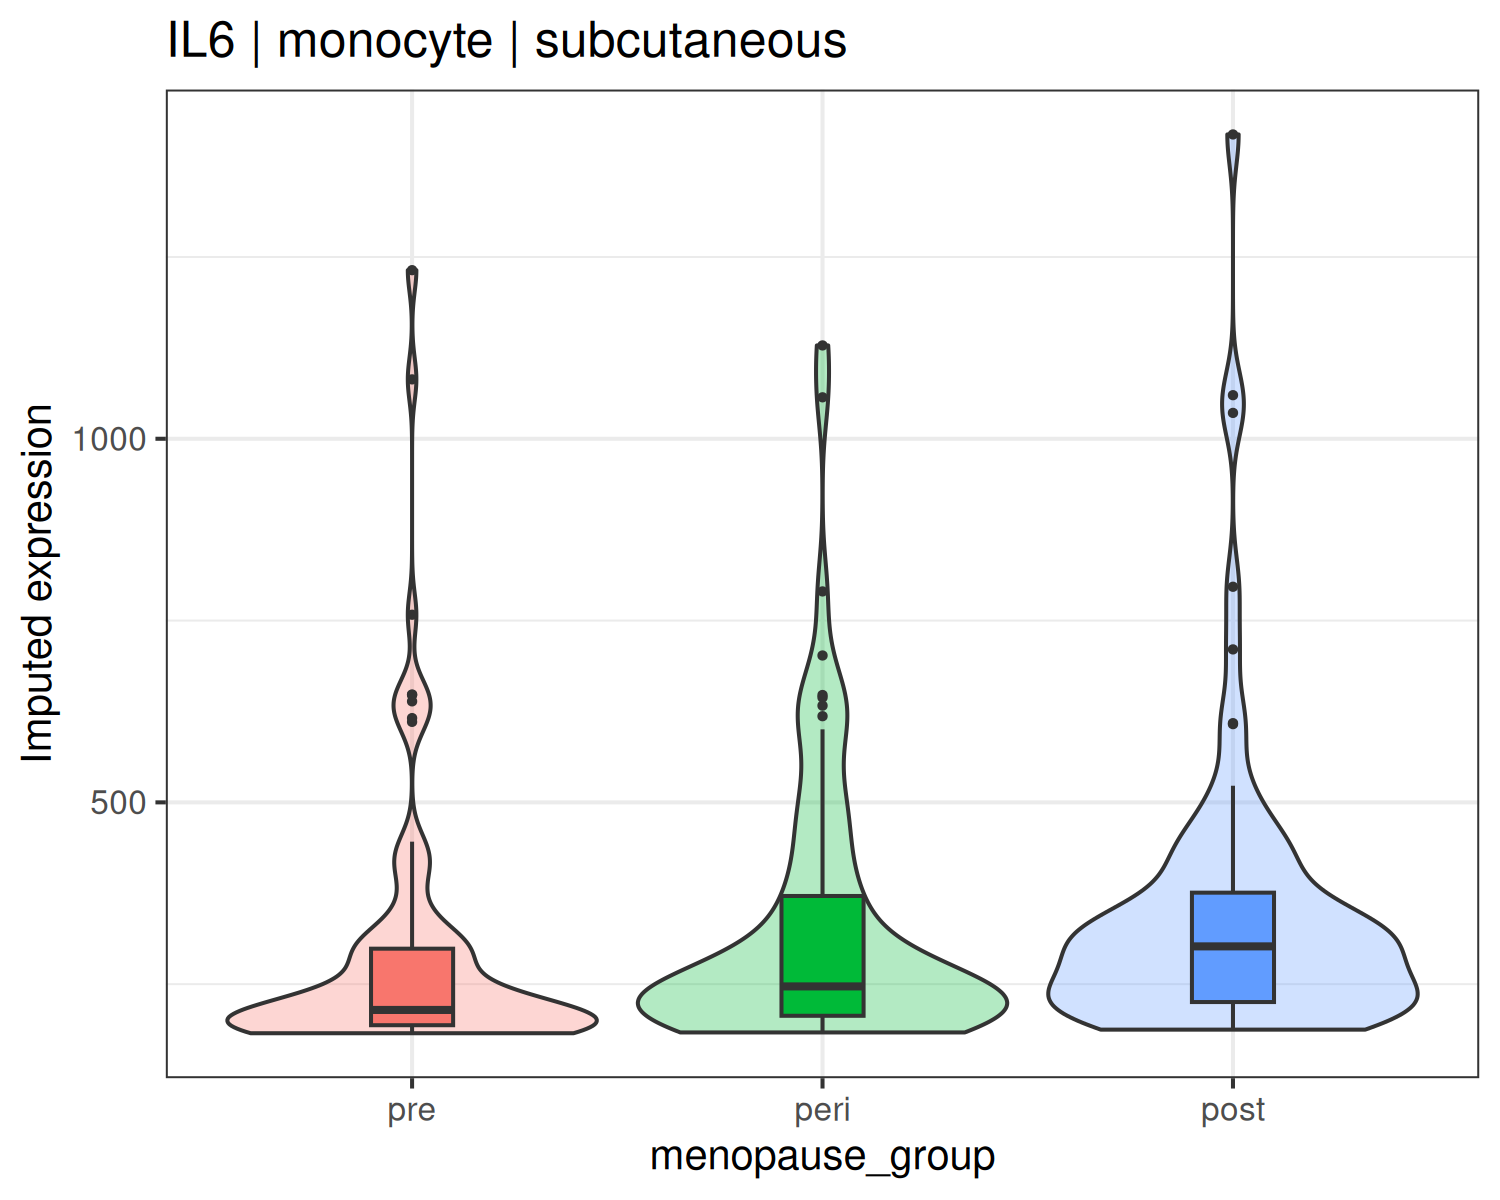 IL6 | monocyte | subcutaneous
Imputed expression
1000
500
pre peri post
menopause_group